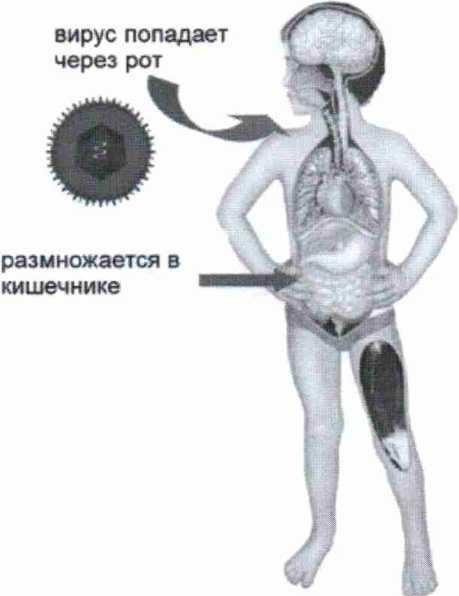 вирус попадает
через рот
размножается в
кишечнике